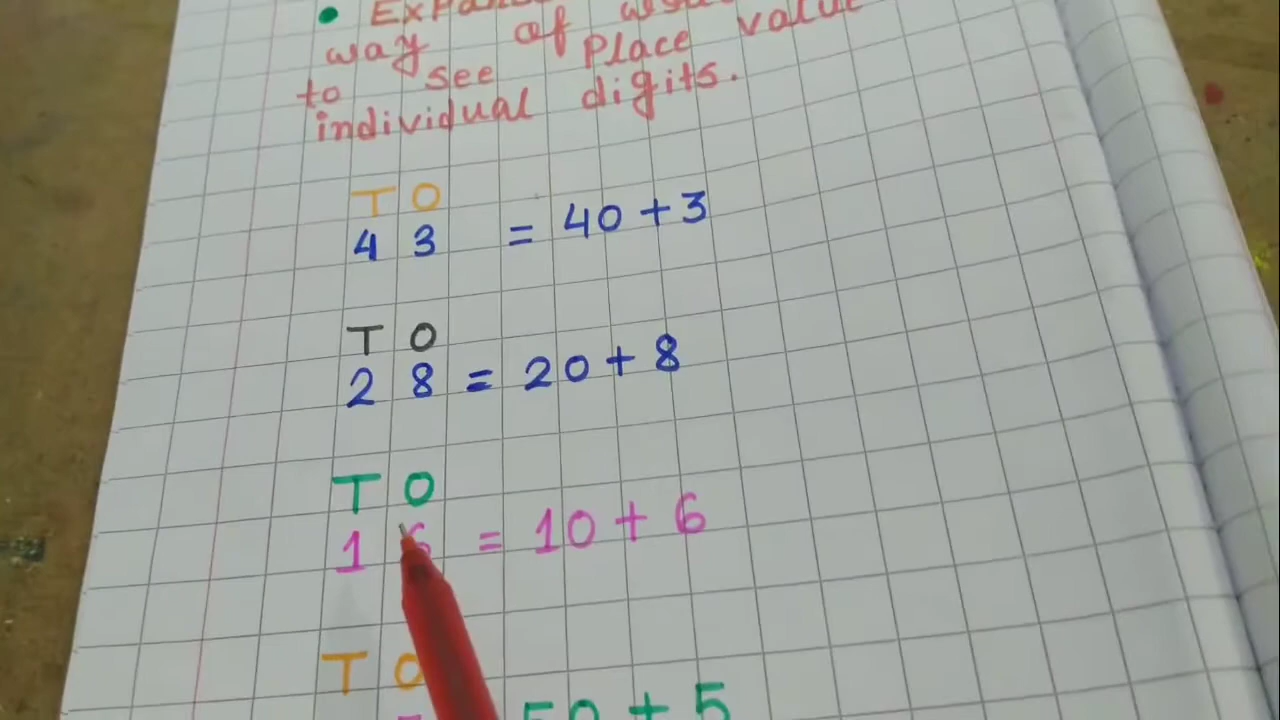 way of
to see Place value
individual digits.
T O
4 3 = 40 + 3
T O
2 8 = 20 + 8
T O
1 6 = 10 + 6
T O
50 + 5